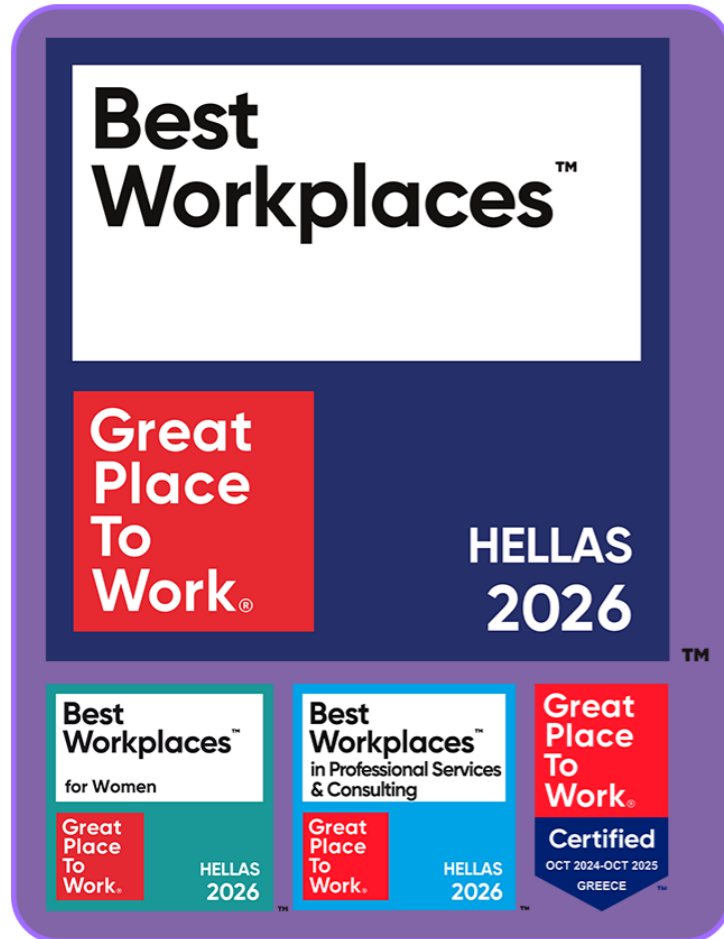 Best
Workplaces™
Great
Place
To
Work®
HELLAS
2026
™
Best
Workplaces™
for Women
Great
Place
To
Work®
HELLAS
2026
™
Best
Workplaces™
in Professional Services
& Consulting
Great
Place
To
Work®
HELLAS
2026
™
Great
Place
To
Work®
Certified
OCT 2024-OCT 2025
GREECE
™